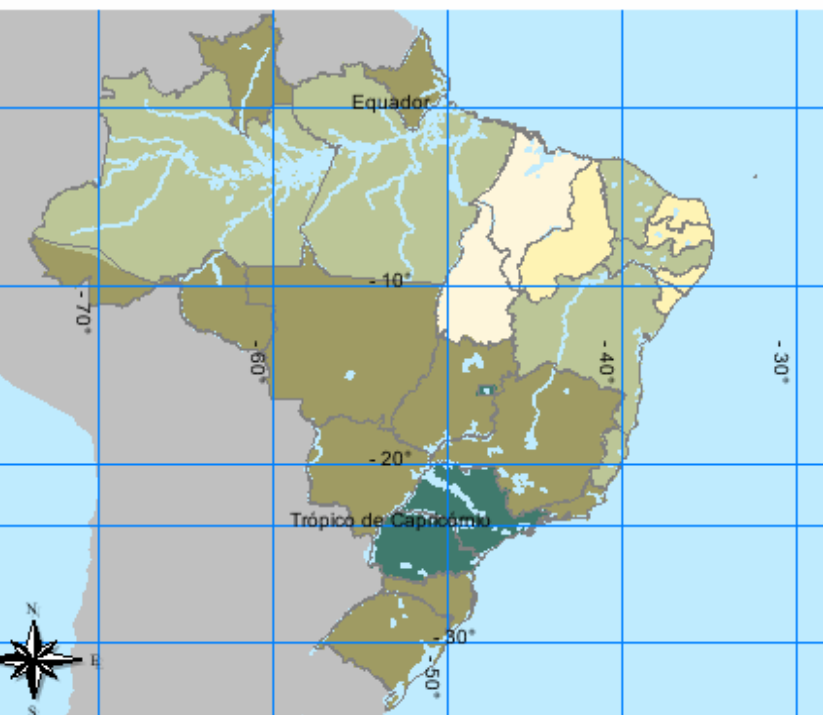 Equador
- 10°
- 70°
- 60°
- 40°
- 30°
- 20°
Trópico de Capricórnio
N
E
- 30°
- 50°
S